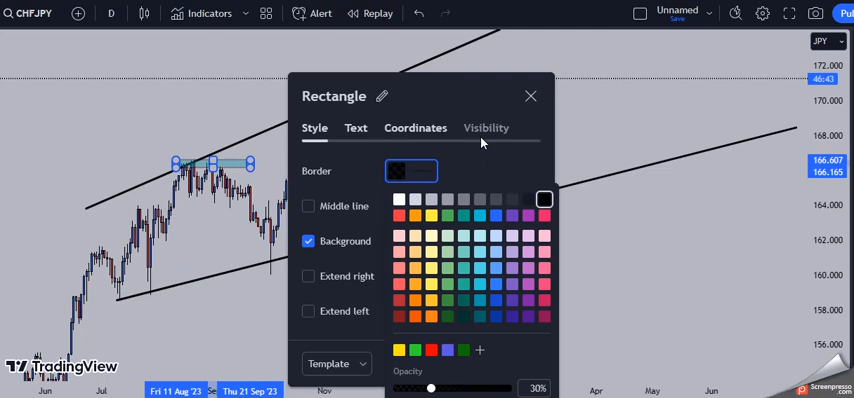 CHFJPY D Indicators Alert Replay Unnamed Save Pul
JPY
172.000
46:43
170.000
168.000
166.607
166.165
164.000
162.000
160.000
158.000
156.000
Rectangle
Style Text Coordinates Visibility
Border
Middle line
Background
Extend right
Extend left
Template
Opacity
30%
TradingView
Jun Jul Fri 11 Aug '23 Se Thu 21 Sep '23 Nov Apr May Jun
Screenpresso
.com